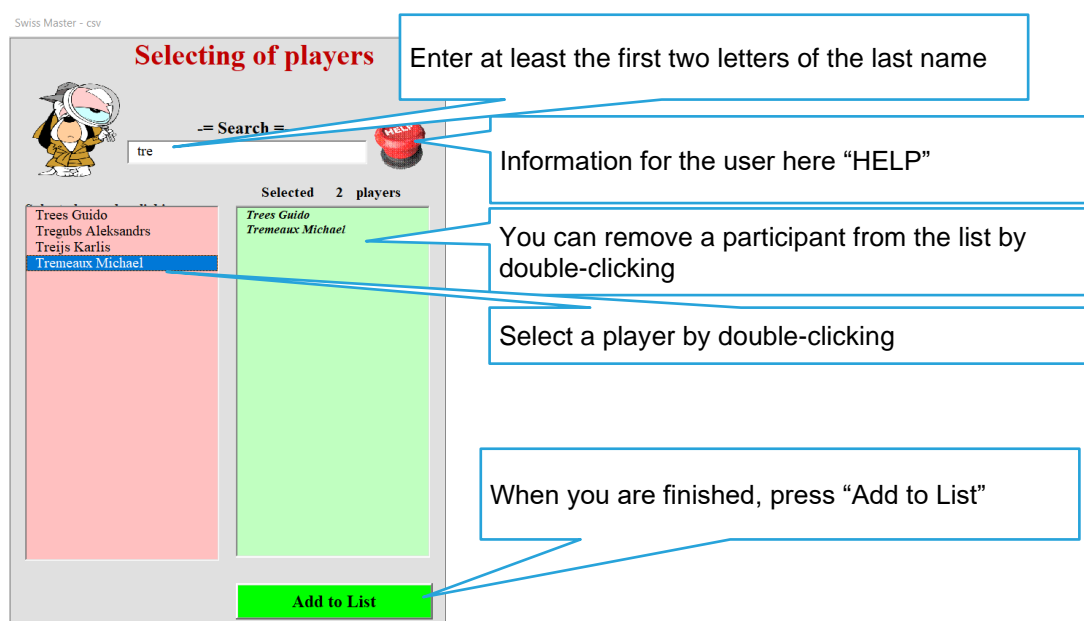 Swiss Master - csv
Selecting of players
Enter at least the first two letters of the last name
-= Search =
HELP
tre
Information for the user here “HELP”
Selected 2 players
Trees Guido
Tregubs Aleksandrs
Treijs Karlis
Tremeaux Michael
Trees Guido
Tremeaux Michael
You can remove a participant from the list by
double-clicking
Select a player by double-clicking
When you are finished, press “Add to List”
Add to List